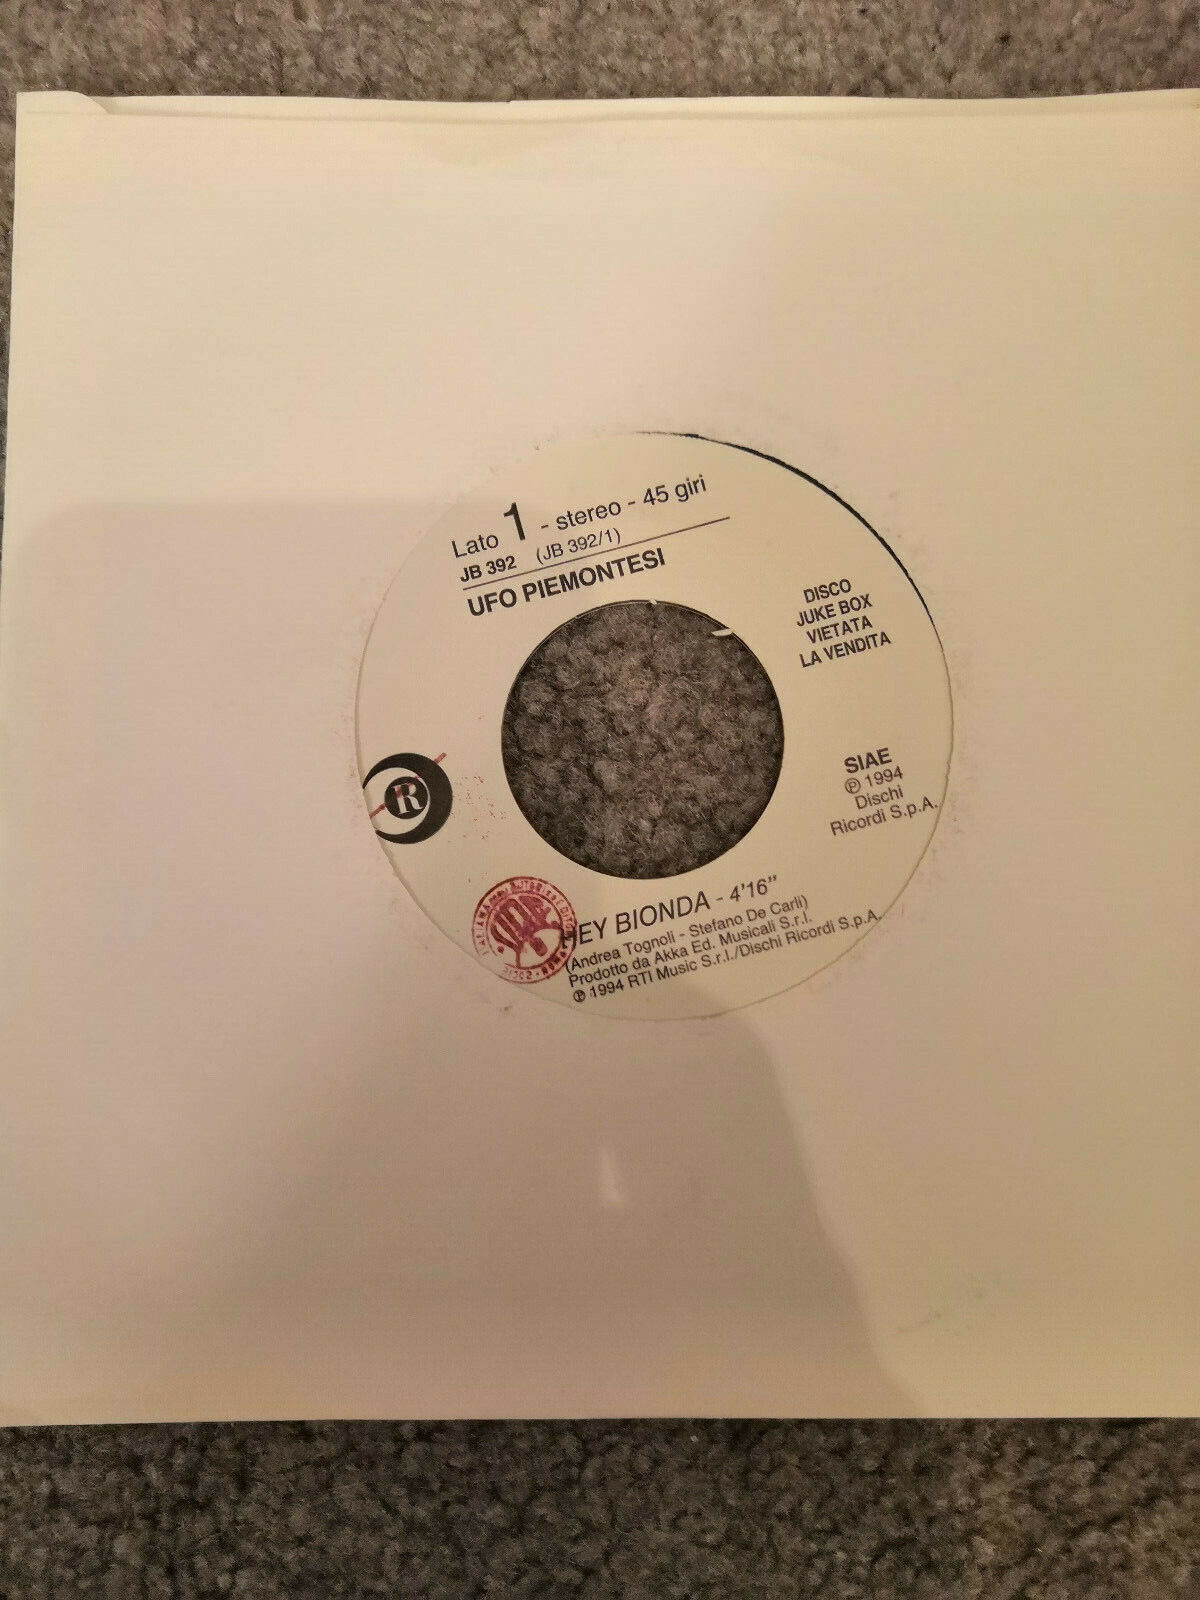 Lato 1 - stereo - 45 giri
JB 392 (JB 392/1)
UFO PIEMONTESI
DISCO
JUKE BOX
VIETATA
LA VENDITA
R
SIAE
℗ 1994
Dischi
Ricordi S.p.A.
HEY BIONDA - 4'16"
(Andrea Tognoli - Stefano De Carli)
Prodotto da Akka Ed. Musicali S.r.l.
℗ 1994 RTI Music S.r.l./Dischi Ricordi S.p.A.